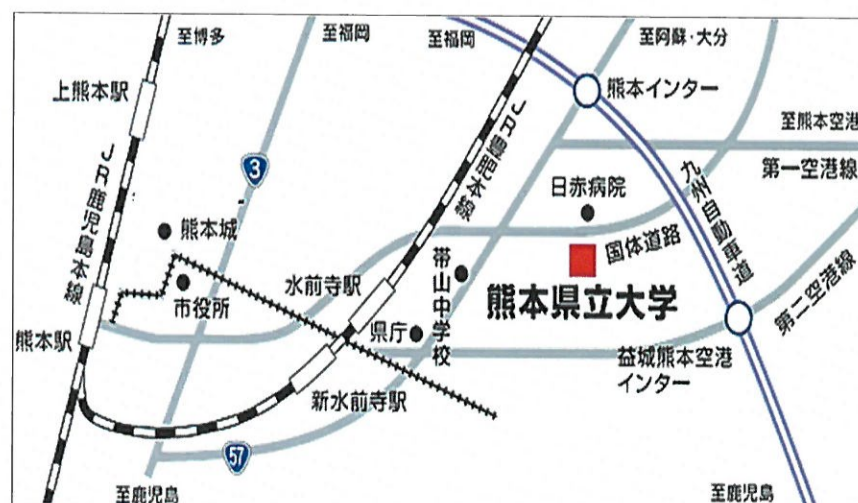 至博多
至福岡
至福岡
至阿蘇・大分
上熊本駅
熊本インター
至熊本空港
第一空港線
JR鹿児島本線
3
JR豊肥本線
日赤病院
九州自動車道
熊本城
国体道路
水前寺駅
帯山中学校
市役所
熊本県立大学
第二空港線
熊本駅
県庁
益城熊本空港
インター
新水前寺駅
57
至鹿児島
至鹿児島